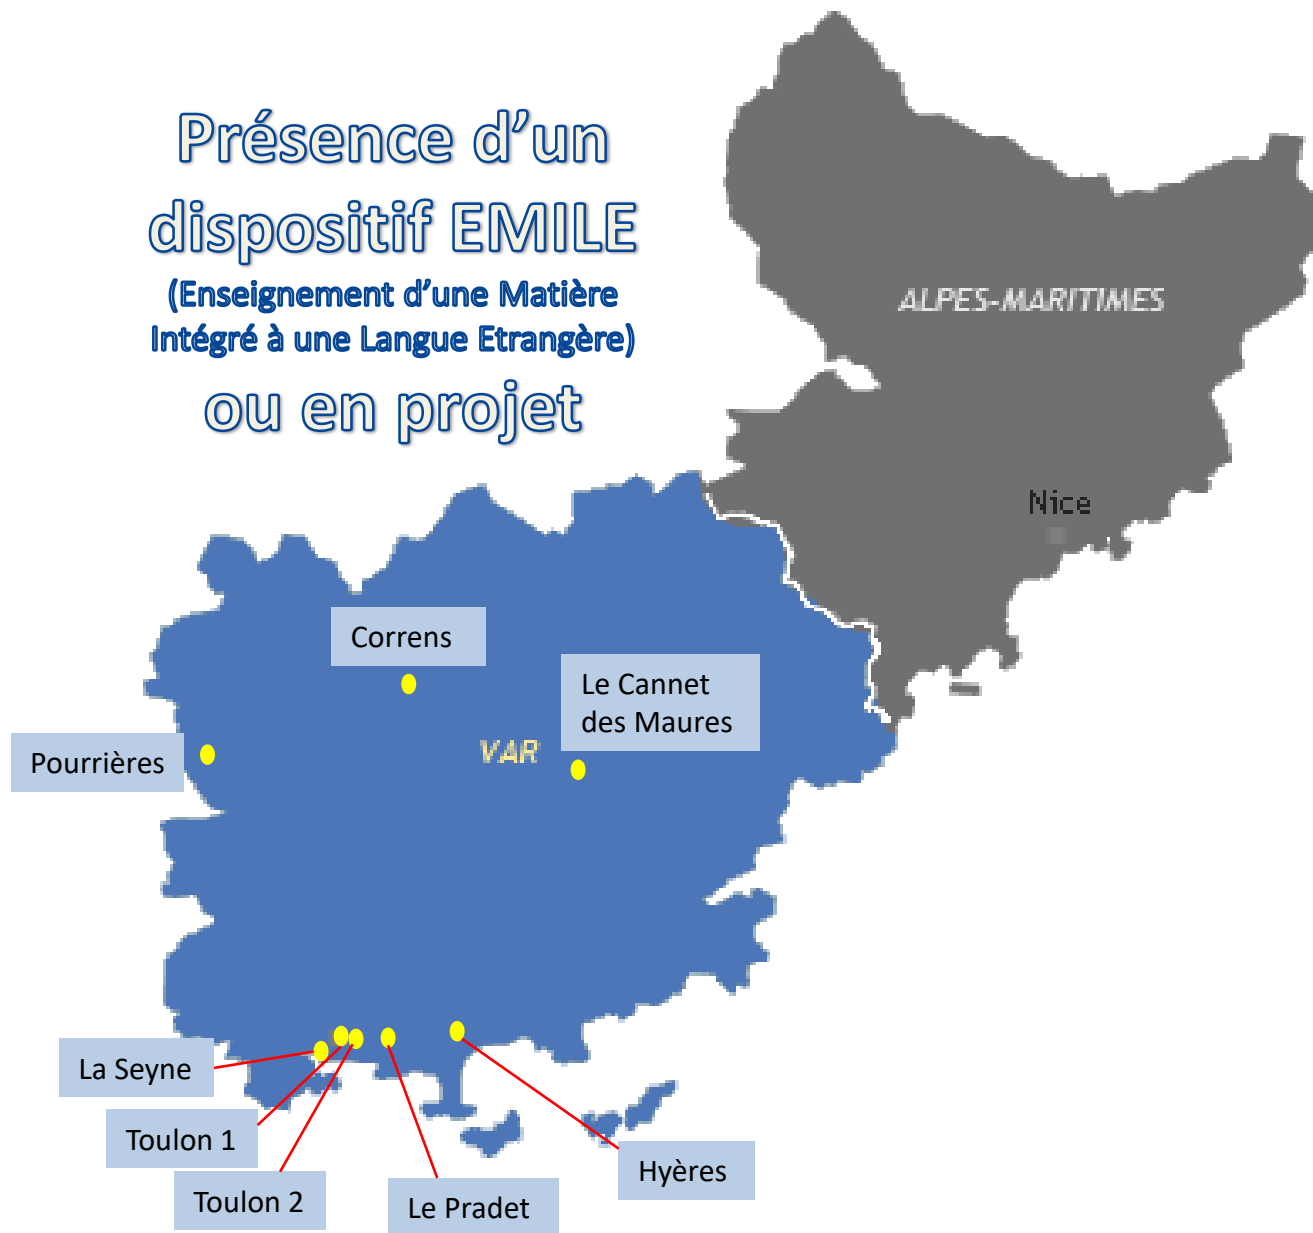 Présence d’un
dispositif EMILE
(Enseignement d’une Matière
Intégré à une Langue Etrangère)
ou en projet
ALPES-MARITIMES
Nice
Correns
Le Cannet
des Maures
VAR
Pourrières
La Seyne
Toulon 1
Toulon 2
Le Pradet
Hyères